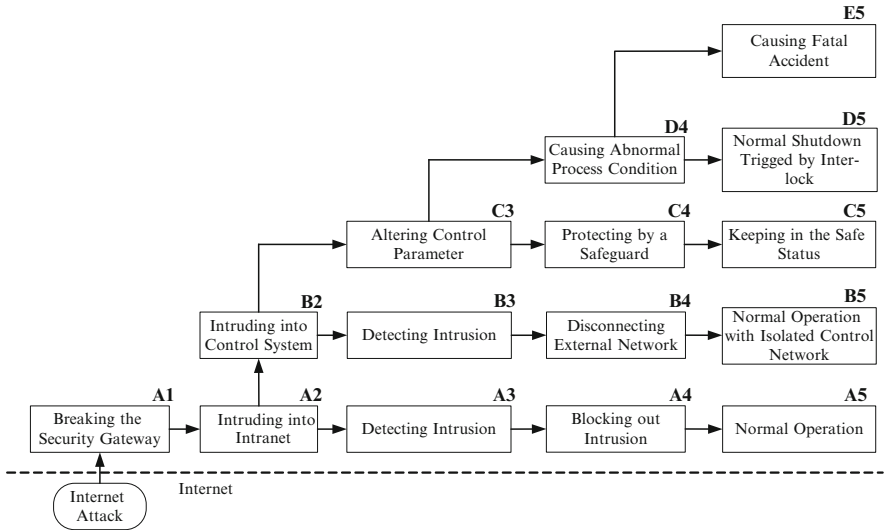 E5
Causing Fatal
Accident
D4
D5
Causing Abnormal
Process Condition
Normal Shutdown
Trigged by Inter-
lock
C3
C4
C5
Altering Control
Parameter
Protecting by a
Safeguard
Keeping in the Safe
Status
B2
B3
B4
B5
Intruding into
Control System
Detecting Intrusion
Disconnecting
External Network
Normal Operation
with Isolated Control
Network
A1
A2
A3
A4
A5
Breaking the
Security Gateway
Intruding into
Intranet
Detecting Intrusion
Blocking out
Intrusion
Normal Operation
Internet
Internet
Attack